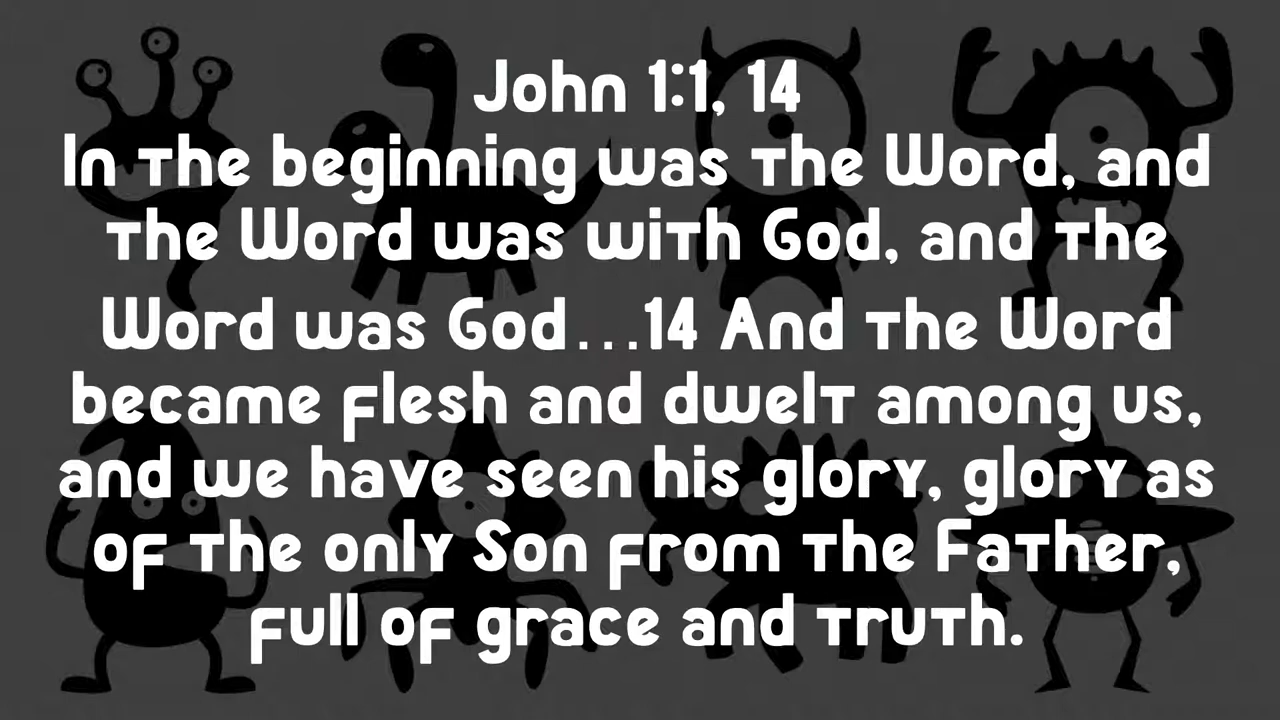 John 1:1, 14
In the beginning was the Word, and
the Word was with God, and the
Word was God...14 And the Word
became flesh and dwelt among us,
and we have seen his glory, glory as
of the only Son from the Father,
full of grace and truth.